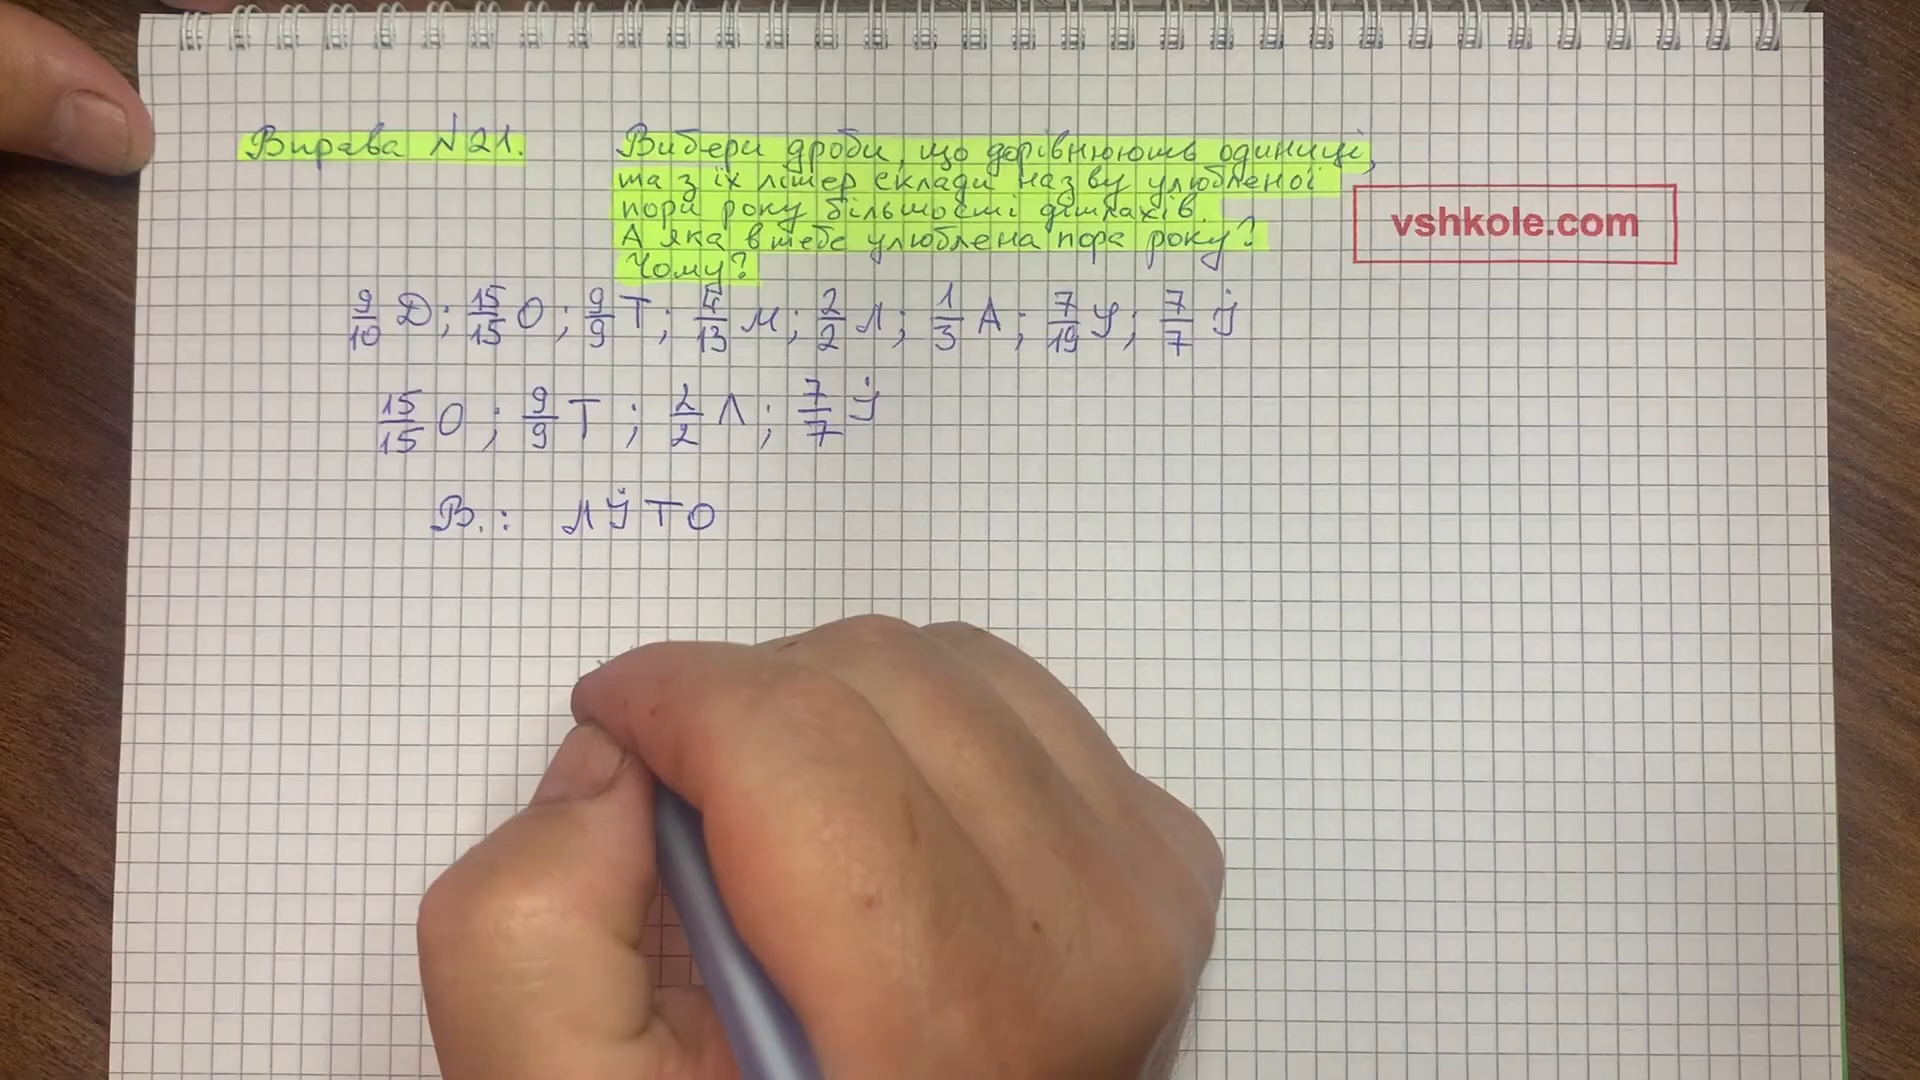 Вправа №21. Вибери дроби, що дорівнюють одиниці,
та з їх літер склади назву улюбленої
пори року більшості дітлахів.
А яка в тебе улюблена пора року?
Чому?
vshkole.com
9/10 Д; 15/15 О; 9/9 Т; 4/13 М; 2/2 Л; 1/3 А; 7/19 У; 7/7 І
15/15 О; 9/9 Т; 2/2 Л; 7/7 І
В.: ЛІТО